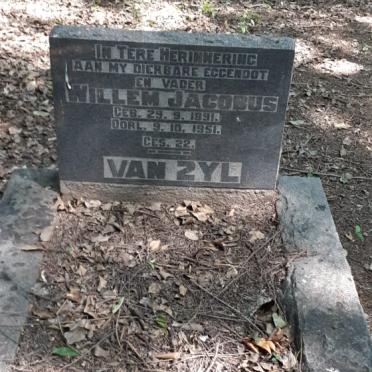 IN TERE HERINNERING
AAN MY DIERBARE EGGENOOT
EN VADER
WILLEM JACOBUS
GEB. 29. 9. 1891.
OORL. 9. 10. 1951.
GES. 22.
VAN ZYL